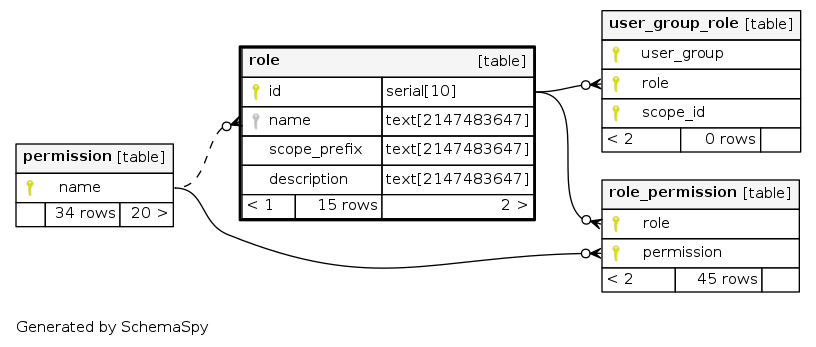 role [table]
id serial[10]
name text[2147483647]
scope_prefix text[2147483647]
description text[2147483647]
< 1 15 rows 2 >
user_group_role [table]
user_group
role
scope_id
< 2 0 rows
permission [table]
name
34 rows 20 >
role_permission [table]
role
permission
< 2 45 rows
Generated by SchemaSpy